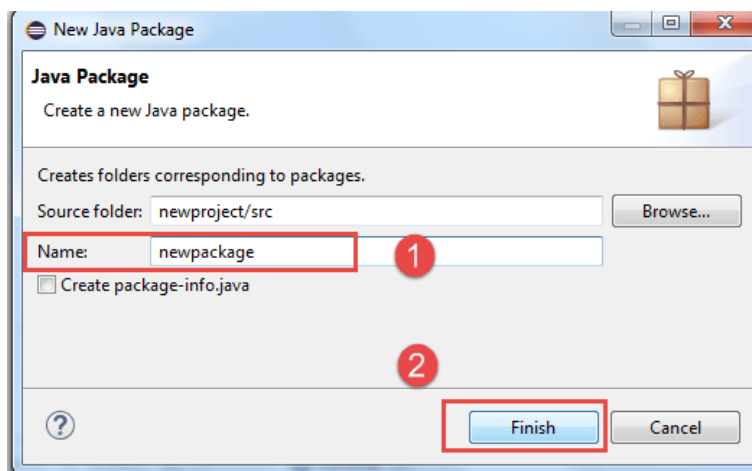 New Java Package
Java Package
Create a new Java package.
Creates folders corresponding to packages.
Source folder: newproject/src Browse...
Name: newpackage 1
Create package-info.java
2
? Finish Cancel